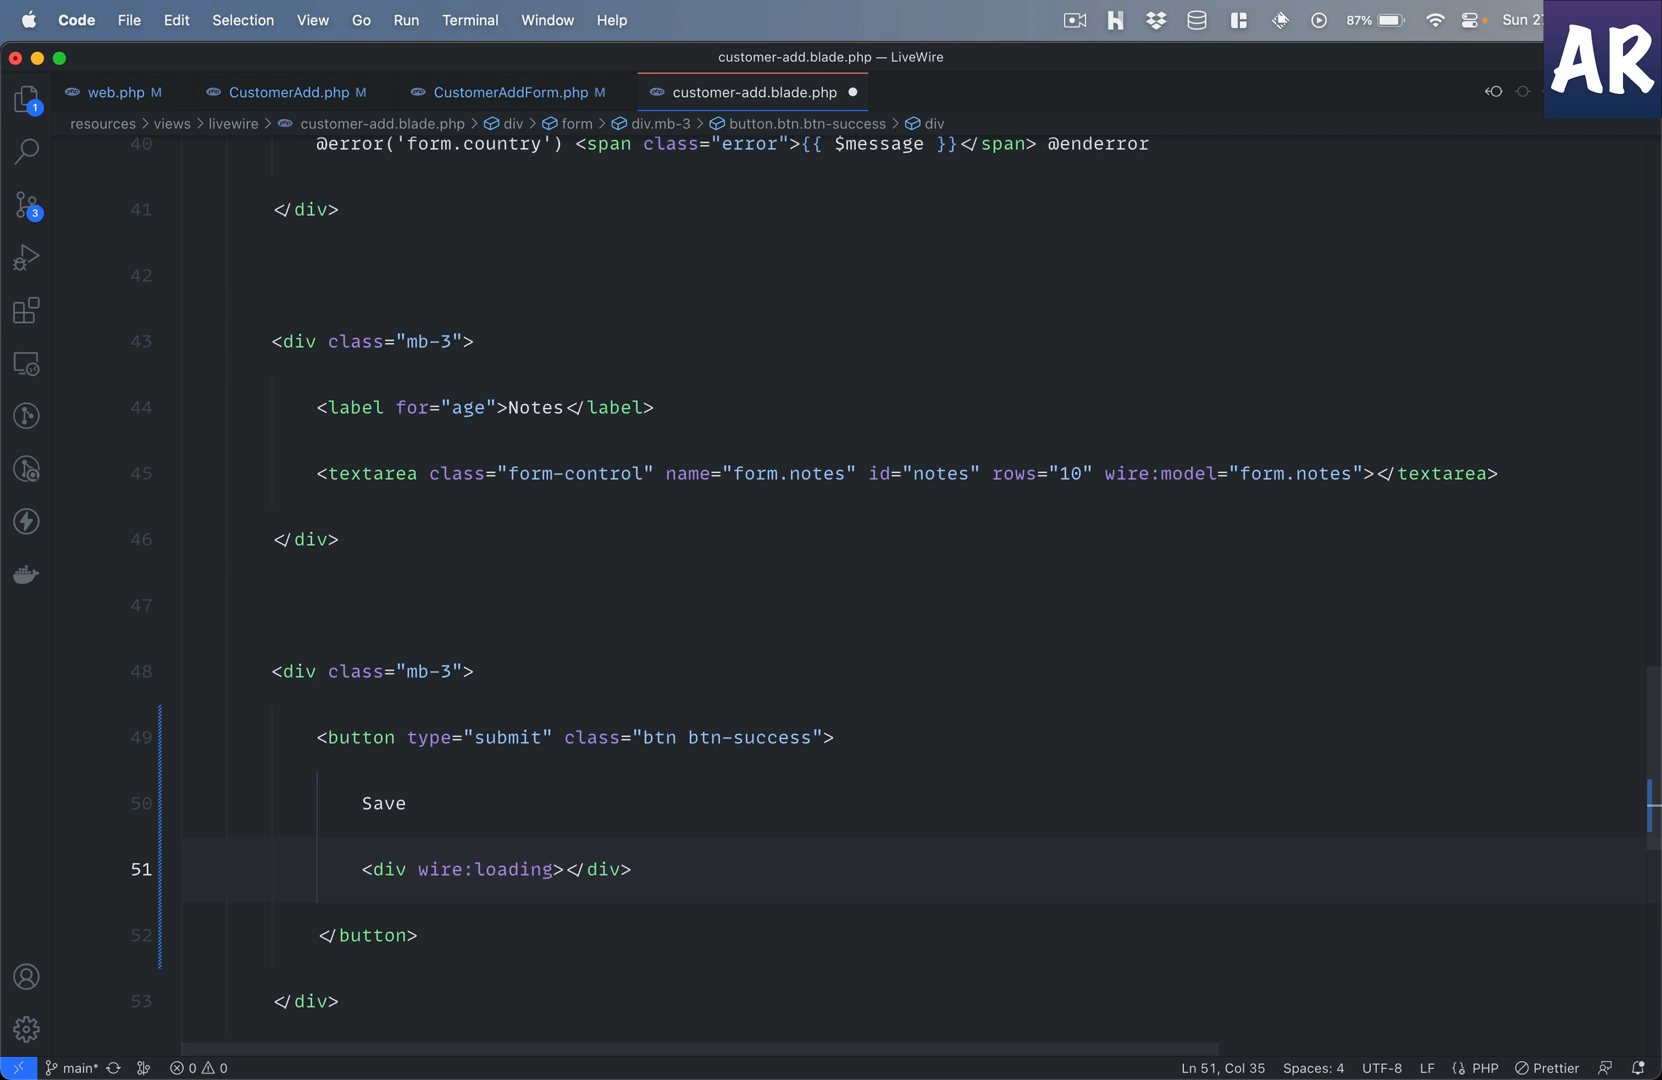 Code File Edit Selection View Go Run Terminal Window Help 87% Sun 27
AR
customer-add.blade.php — LiveWire
web.php M CustomerAdd.php M CustomerAddForm.php M customer-add.blade.php
resources > views > livewire > customer-add.blade.php > div > form > div.mb-3 > button.btn.btn-success > div
40 @error('form.country') <span class="error">{{ $message }}</span> @enderror
41 </div>
42
43 <div class="mb-3">
44 <label for="age">Notes</label>
45 <textarea class="form-control" name="form.notes" id="notes" rows="10" wire:model="form.notes"></textarea>
46 </div>
47
48 <div class="mb-3">
49 <button type="submit" class="btn btn-success">
50 Save
51 <div wire:loading></div>
52 </button>
53 </div>
1
3
main* 0 0 Ln 51, Col 35 Spaces: 4 UTF-8 LF PHP Prettier